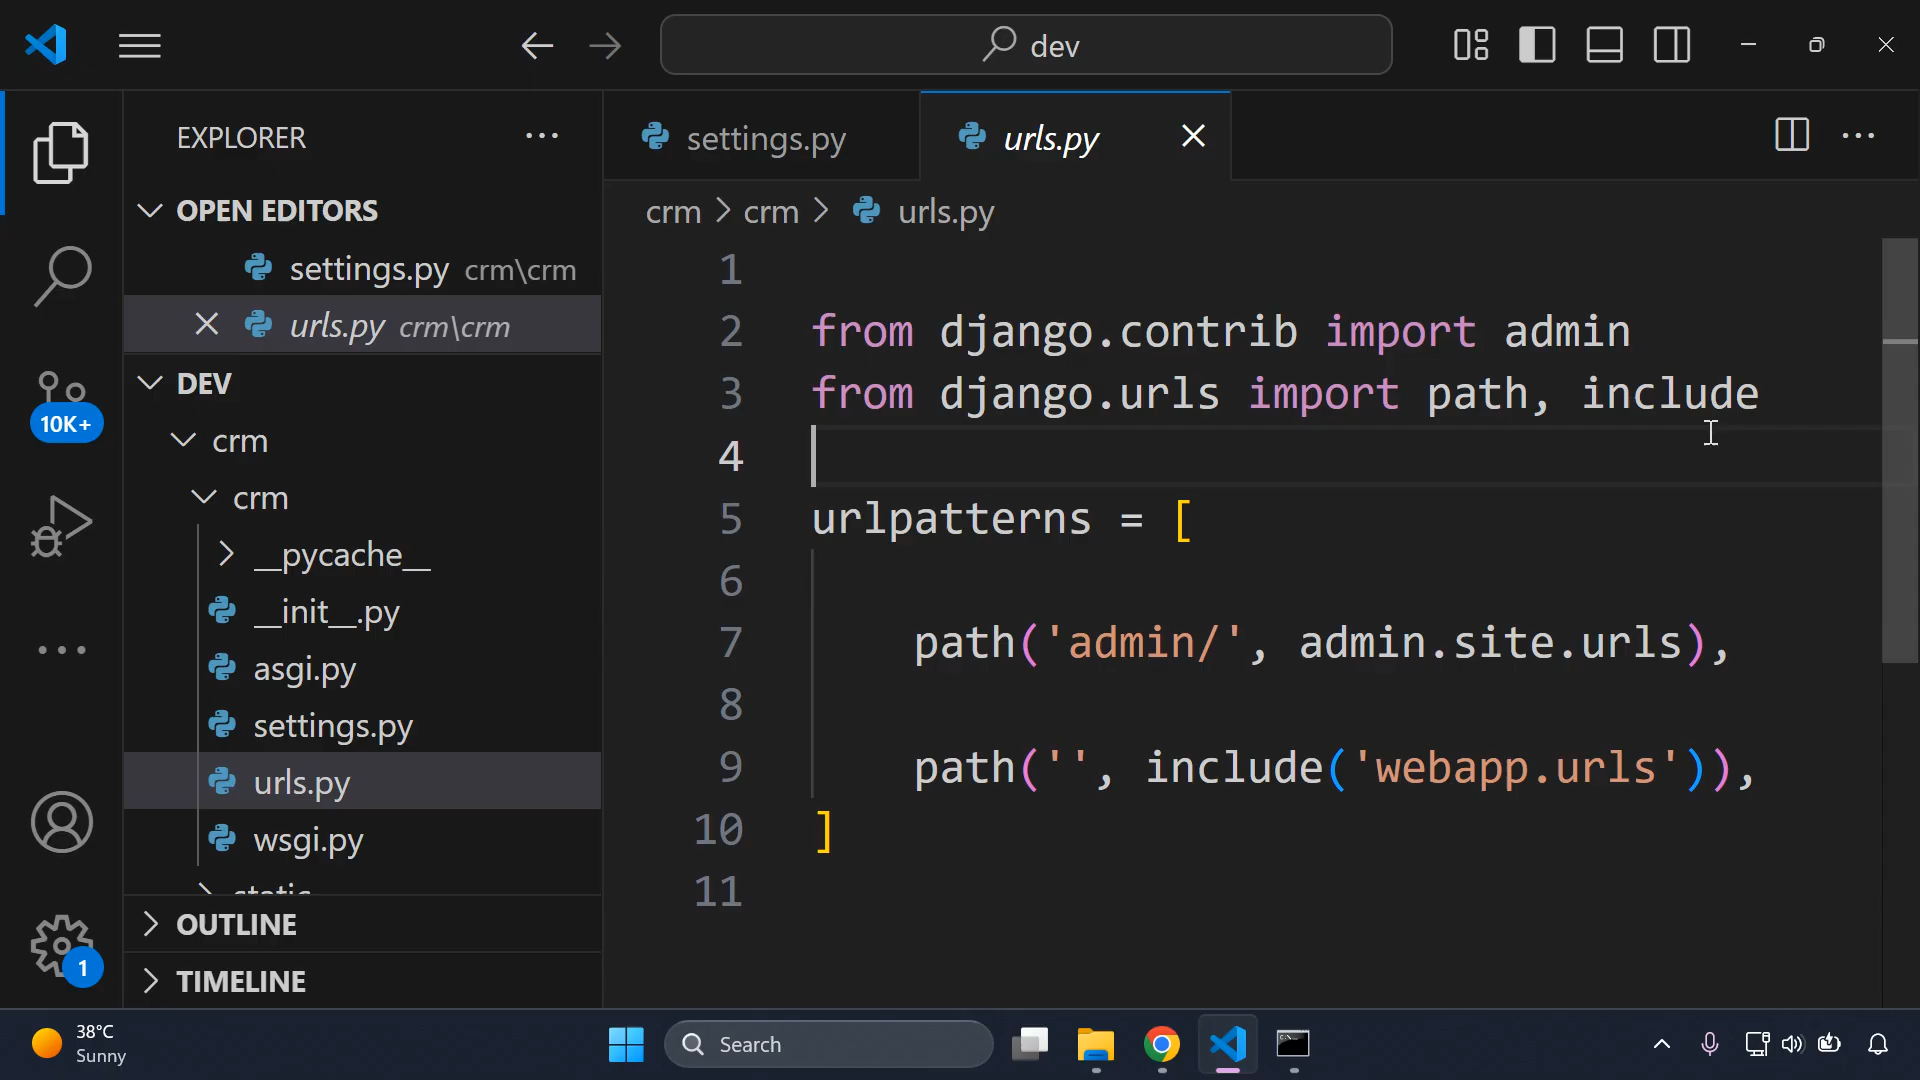 dev
EXPLORER
OPEN EDITORS
settings.py crm\crm
urls.py crm\crm
DEV
crm
crm
__pycache__
__init__.py
asgi.py
settings.py
urls.py
wsgi.py
static
OUTLINE
TIMELINE
10K+
1
settings.py
urls.py
crm > crm > urls.py
1
2 from django.contrib import admin
3 from django.urls import path, include
4
5 urlpatterns = [
6
7 path('admin/', admin.site.urls),
8
9 path('', include('webapp.urls')),
10 ]
11
38°C
Sunny
Search